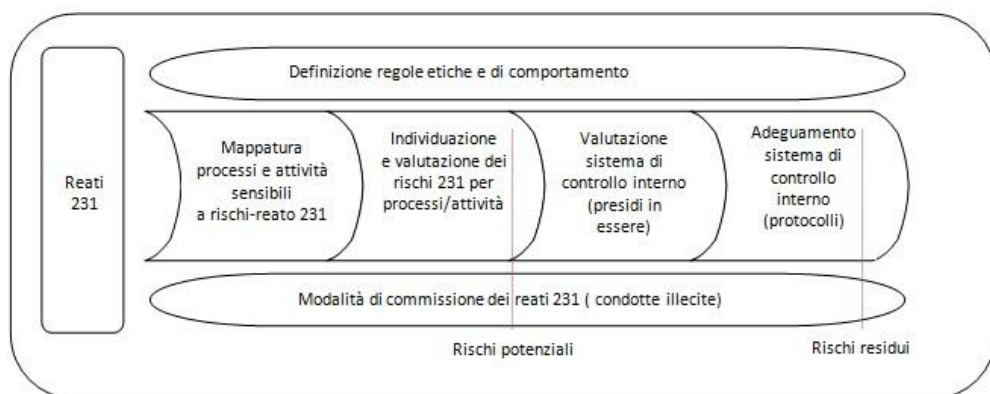 Definizione regole etiche e di comportamento
Reati
231
Mappatura
processi e attività
sensibili
a rischi-reato 231
Individuazione
e valutazione dei
rischi 231 per
processi/attività
Valutazione
sistema di
controllo interno
(presidi in
essere)
Adeguamento
sistema di
controllo
interno
(protocolli)
Modalità di commissione dei reati 231 ( condotte illecite)
Rischi potenziali
Rischi residui